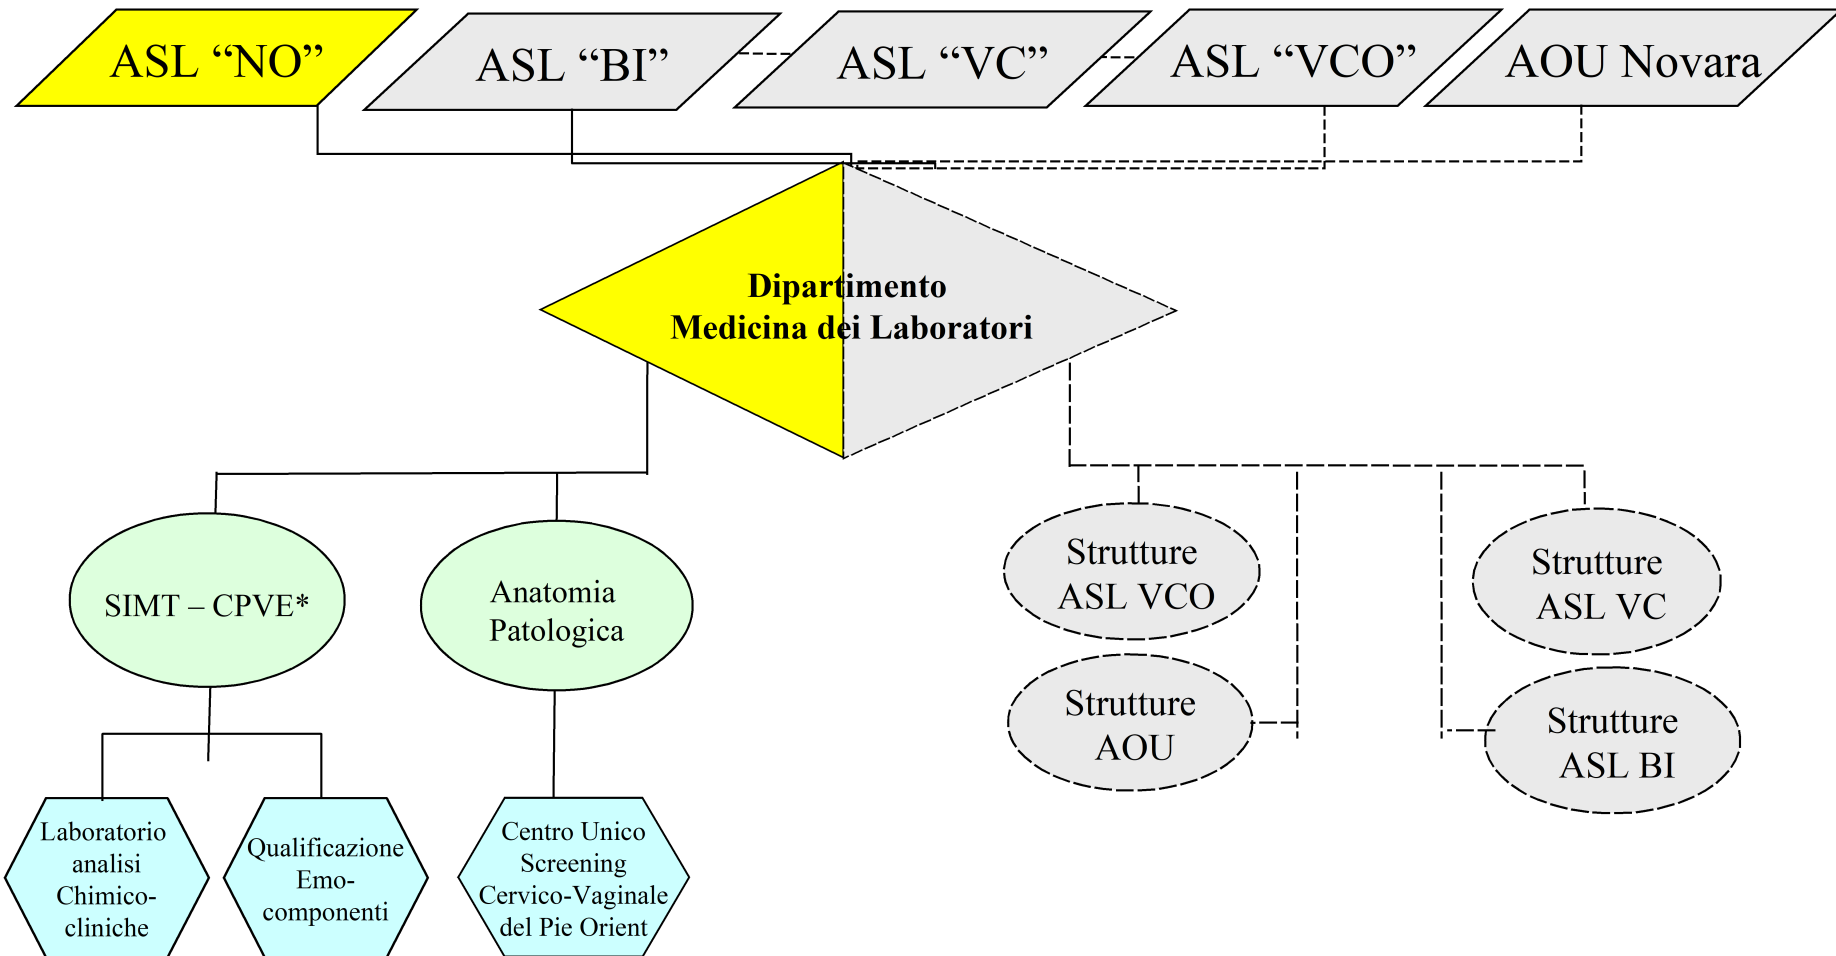 ASL “NO”
ASL “BI”
ASL “VC”
ASL “VCO”
AOU Novara
Dipartimento
Medicina dei Laboratori
SIMT – CPVE*
Anatomia
Patologica
Strutture
ASL VCO
Strutture
ASL VC
Strutture
AOU
Strutture
ASL BI
Laboratorio
analisi
Chimico-
cliniche
Qualificazione
Emo-
componenti
Centro Unico
Screening
Cervico-Vaginale
del Pie Orient